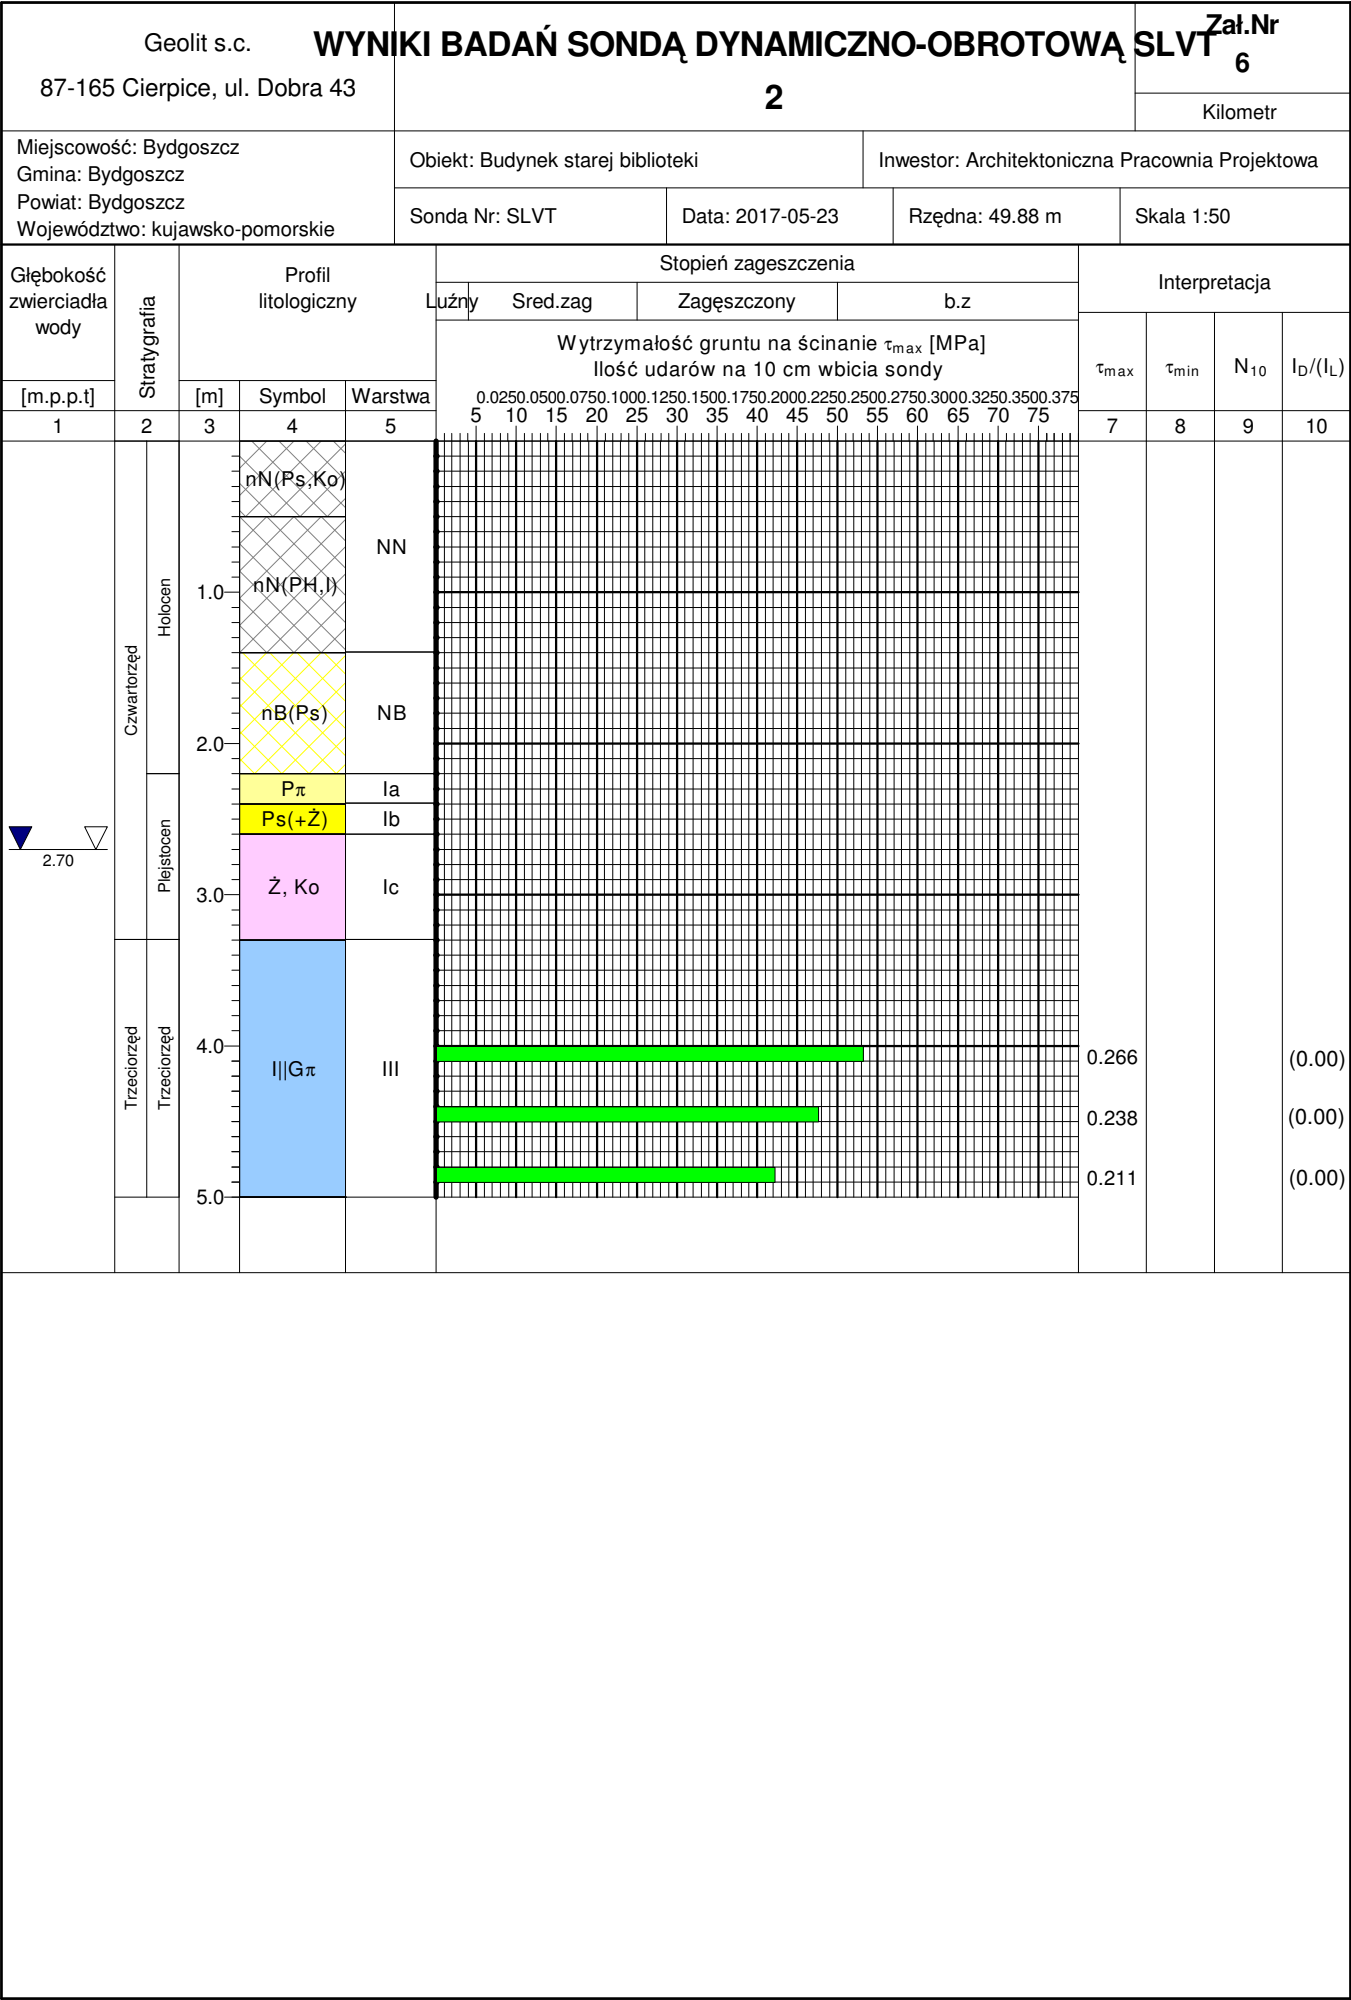 Geolit s.c.
87-165 Cierpice, ul. Dobra 43
WYNIKI BADAŃ SONDĄ DYNAMICZNO-OBROTOWĄ SLVT
2
Zał.Nr
6
Kilometr
Miejscowość: Bydgoszcz
Gmina: Bydgoszcz
Powiat: Bydgoszcz
Województwo: kujawsko-pomorskie
Obiekt: Budynek starej biblioteki
Inwestor: Architektoniczna Pracownia Projektowa
Sonda Nr: SLVT
Data: 2017-05-23
Rzędna: 49.88 m
Skala 1:50
Głębokość
zwierciadła
wody
[m.p.p.t]
Stratygrafia
Profil
litologiczny
[m]
Symbol
Warstwa
Stopień zageszczenia
Luźny
Sred.zag
Zagęszczony
b.z
Wytrzymałość gruntu na ścinanie τmax [MPa]
Ilość udarów na 10 cm wbicia sondy
0.025 0.050 0.075 0.100 0.125 0.150 0.175 0.200 0.225 0.250 0.275 0.300 0.325 0.350 0.375
5 10 15 20 25 30 35 40 45 50 55 60 65 70 75
Interpretacja
τmax
τmin
N10
ID/(IL)
1 2 3 4 5 7 8 9 10
Czwartorzęd
Holocen
Plejstocen
Trzeciorzęd
Trzeciorzęd
2.70
1.0
2.0
3.0
4.0
5.0
nN(Ps,Ko)
nN(PH,I)
NN
nB(Ps)
NB
Pπ
Ia
Ps(+Ż)
Ib
Ż, Ko
Ic
I||Gπ
III
0.266
(0.00)
0.238
(0.00)
0.211
(0.00)